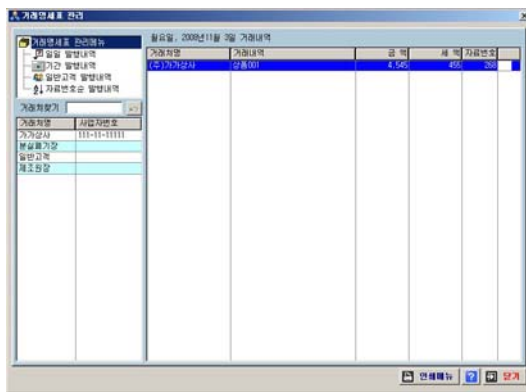 거래명세표 관리
거래명세표 관리메뉴
일일 발행내역
기간 발행내역
일반고객 발행내역
자료번호순 발행내역
거래처찾기
거래처명 사업자번호
가가상사 111-11-11111
분실폐기장
일반고객
제조원장
월요일, 2008년11월 3일 거래내역
거래처명 거래내역 금 액 세 액 자료번호
(주)가가상사 상품001 4,545 455 268
인쇄메뉴 ? 닫기